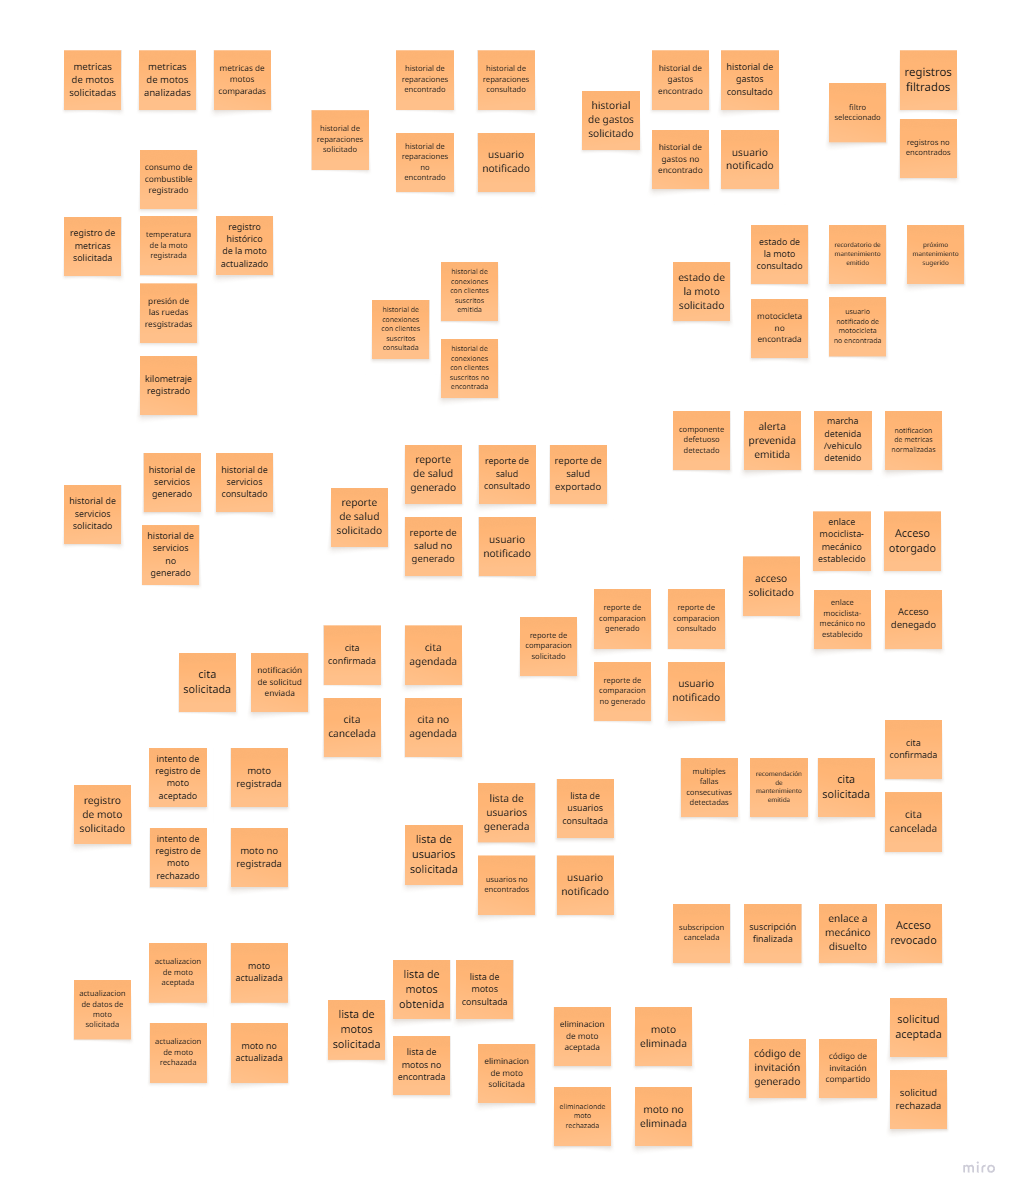 metricas
de motos
solicitadas
metricas
de motos
analizadas
metricas de
motos
comparadas
historial de
reparaciones
solicitado
historial de
reparaciones
encontrado
historial de
reparaciones
consultado
historial de
reparaciones
no
encontrado
usuario
notificado
historial
de gastos
solicitado
historial de
gastos
encontrado
historial de
gastos
consultado
historial de
gastos no
encontrado
usuario
notificado
filtro
seleccionado
registros
filtrados
registros no
encontrados
registro de
metricas
solicitada
consumo de
combustible
registrado
temperatura
de la moto
registrada
registro
histórico
de la moto
actualizado
presión de
las ruedas
resgistradas
kilometraje
registrado
historial de
conexiones
con clientes
suscritos
consultada
historial de
conexiones
con clientes
suscritos
emitida
historial de
conexiones
con clientes
suscritos no
encontrada
estado de
la moto
solicitado
estado de
la moto
consultado
recordatorio de
mantenimiento
emitido
próximo
mantenimiento
sugerido
motocicleta
no
encontrada
usuario
notificado de
motocicleta
no encontrada
componente
defetuoso
detectado
alerta
prevenida
emitida
marcha
detenida
/vehiculo
detenido
notificacion
de metricas
normalizadas
historial de
servicios
solicitado
historial de
servicios
generado
historial de
servicios
consultado
historial de
servicios
no
generado
reporte
de salud
solicitado
reporte
de salud
generado
reporte de
salud
consultado
reporte de
salud
exportado
reporte de
salud no
generado
usuario
notificado
acceso
solicitado
enlace
mociclista-
mecánico
establecido
Acceso
otorgado
enlace
mociclista-
mecánico no
establecido
Acceso
denegado
reporte de
comparacion
solicitado
reporte de
comparacion
generado
reporte de
comparacion
consultado
reporte de
comparacion
no generado
usuario
notificado
cita
solicitada
notificación
de solicitud
enviada
cita
confirmada
cita
agendada
cita
cancelada
cita no
agendada
registro
de moto
solicitado
intento de
registro de
moto
aceptado
moto
registrada
intento de
registro de
moto
rechazado
moto no
registrada
lista de
usuarios
solicitada
lista de
usuarios
generada
lista de
usuarios
consultada
usuarios no
encontrados
usuario
notificado
multiples
fallas
consecutivas
detectadas
recomendación
de
mantenimiento
emitida
cita
solicitada
cita
confirmada
cita
cancelada
subscripcion
cancelada
suscripción
finalizada
enlace a
mecánico
disuelto
Acceso
revocado
actualizacion
de datos de
moto
solicitada
actualizacion
de moto
aceptada
moto
actualizada
actualizacion
de moto
rechazada
moto no
actualizada
lista de
motos
solicitada
lista de
motos
obtenida
lista de
motos
consultada
lista de
motos no
encontrada
eliminacion
de moto
solicitada
eliminacion
de moto
aceptada
moto
eliminada
eliminacionde
moto
rechazada
moto no
eliminada
código de
invitación
generado
código de
invitación
compartido
solicitud
aceptada
solicitud
rechazada
miro